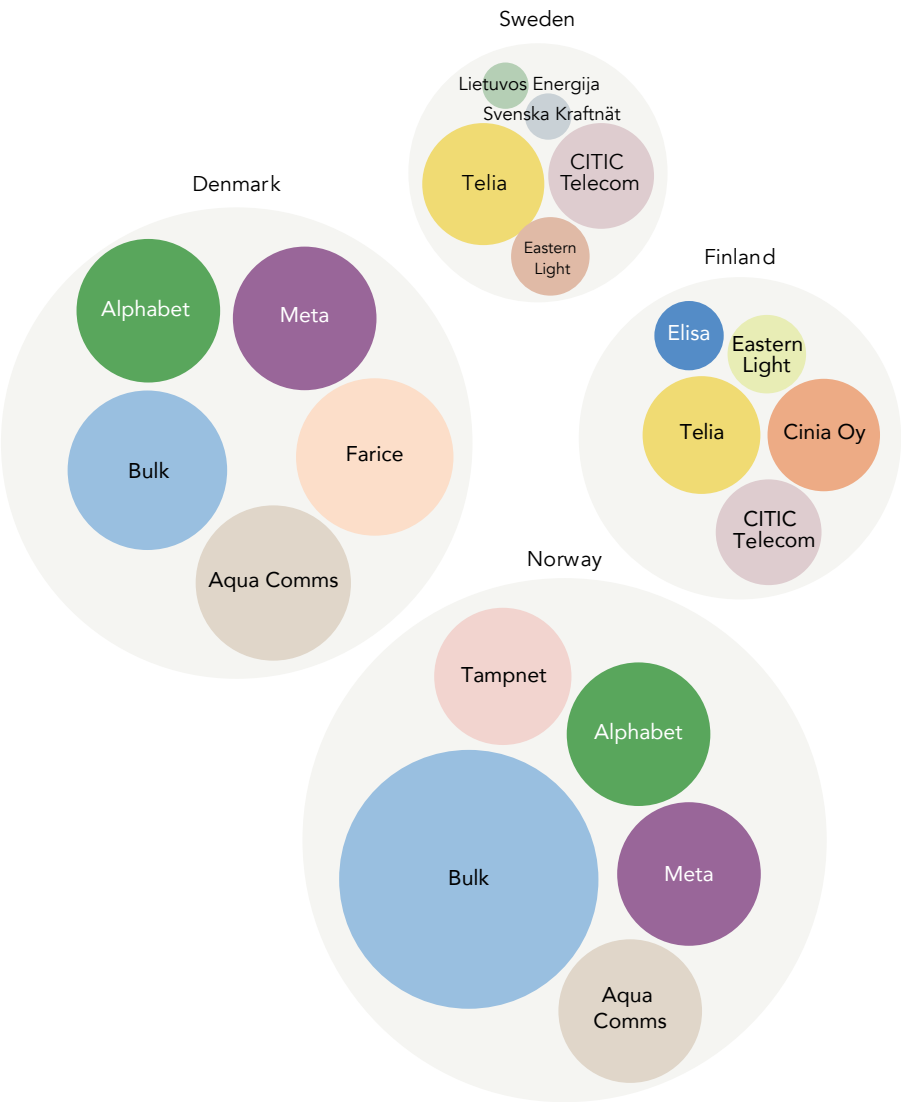 Sweden
Lietuvos Energija
Svenska Kraftnät
Telia
CITIC
Telecom
Eastern
Light
Denmark
Alphabet
Meta
Bulk
Farice
Aqua Comms
Finland
Elisa
Eastern
Light
Telia
Cinia Oy
CITIC
Telecom
Norway
Tampnet
Alphabet
Bulk
Meta
Aqua
Comms